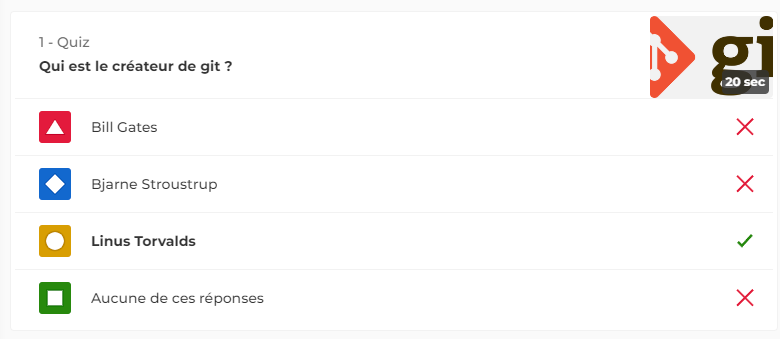 1 - Quiz
Qui est le créateur de git ?
gi
20 sec
Bill Gates
Bjarne Stroustrup
Linus Torvalds
Aucune de ces réponses